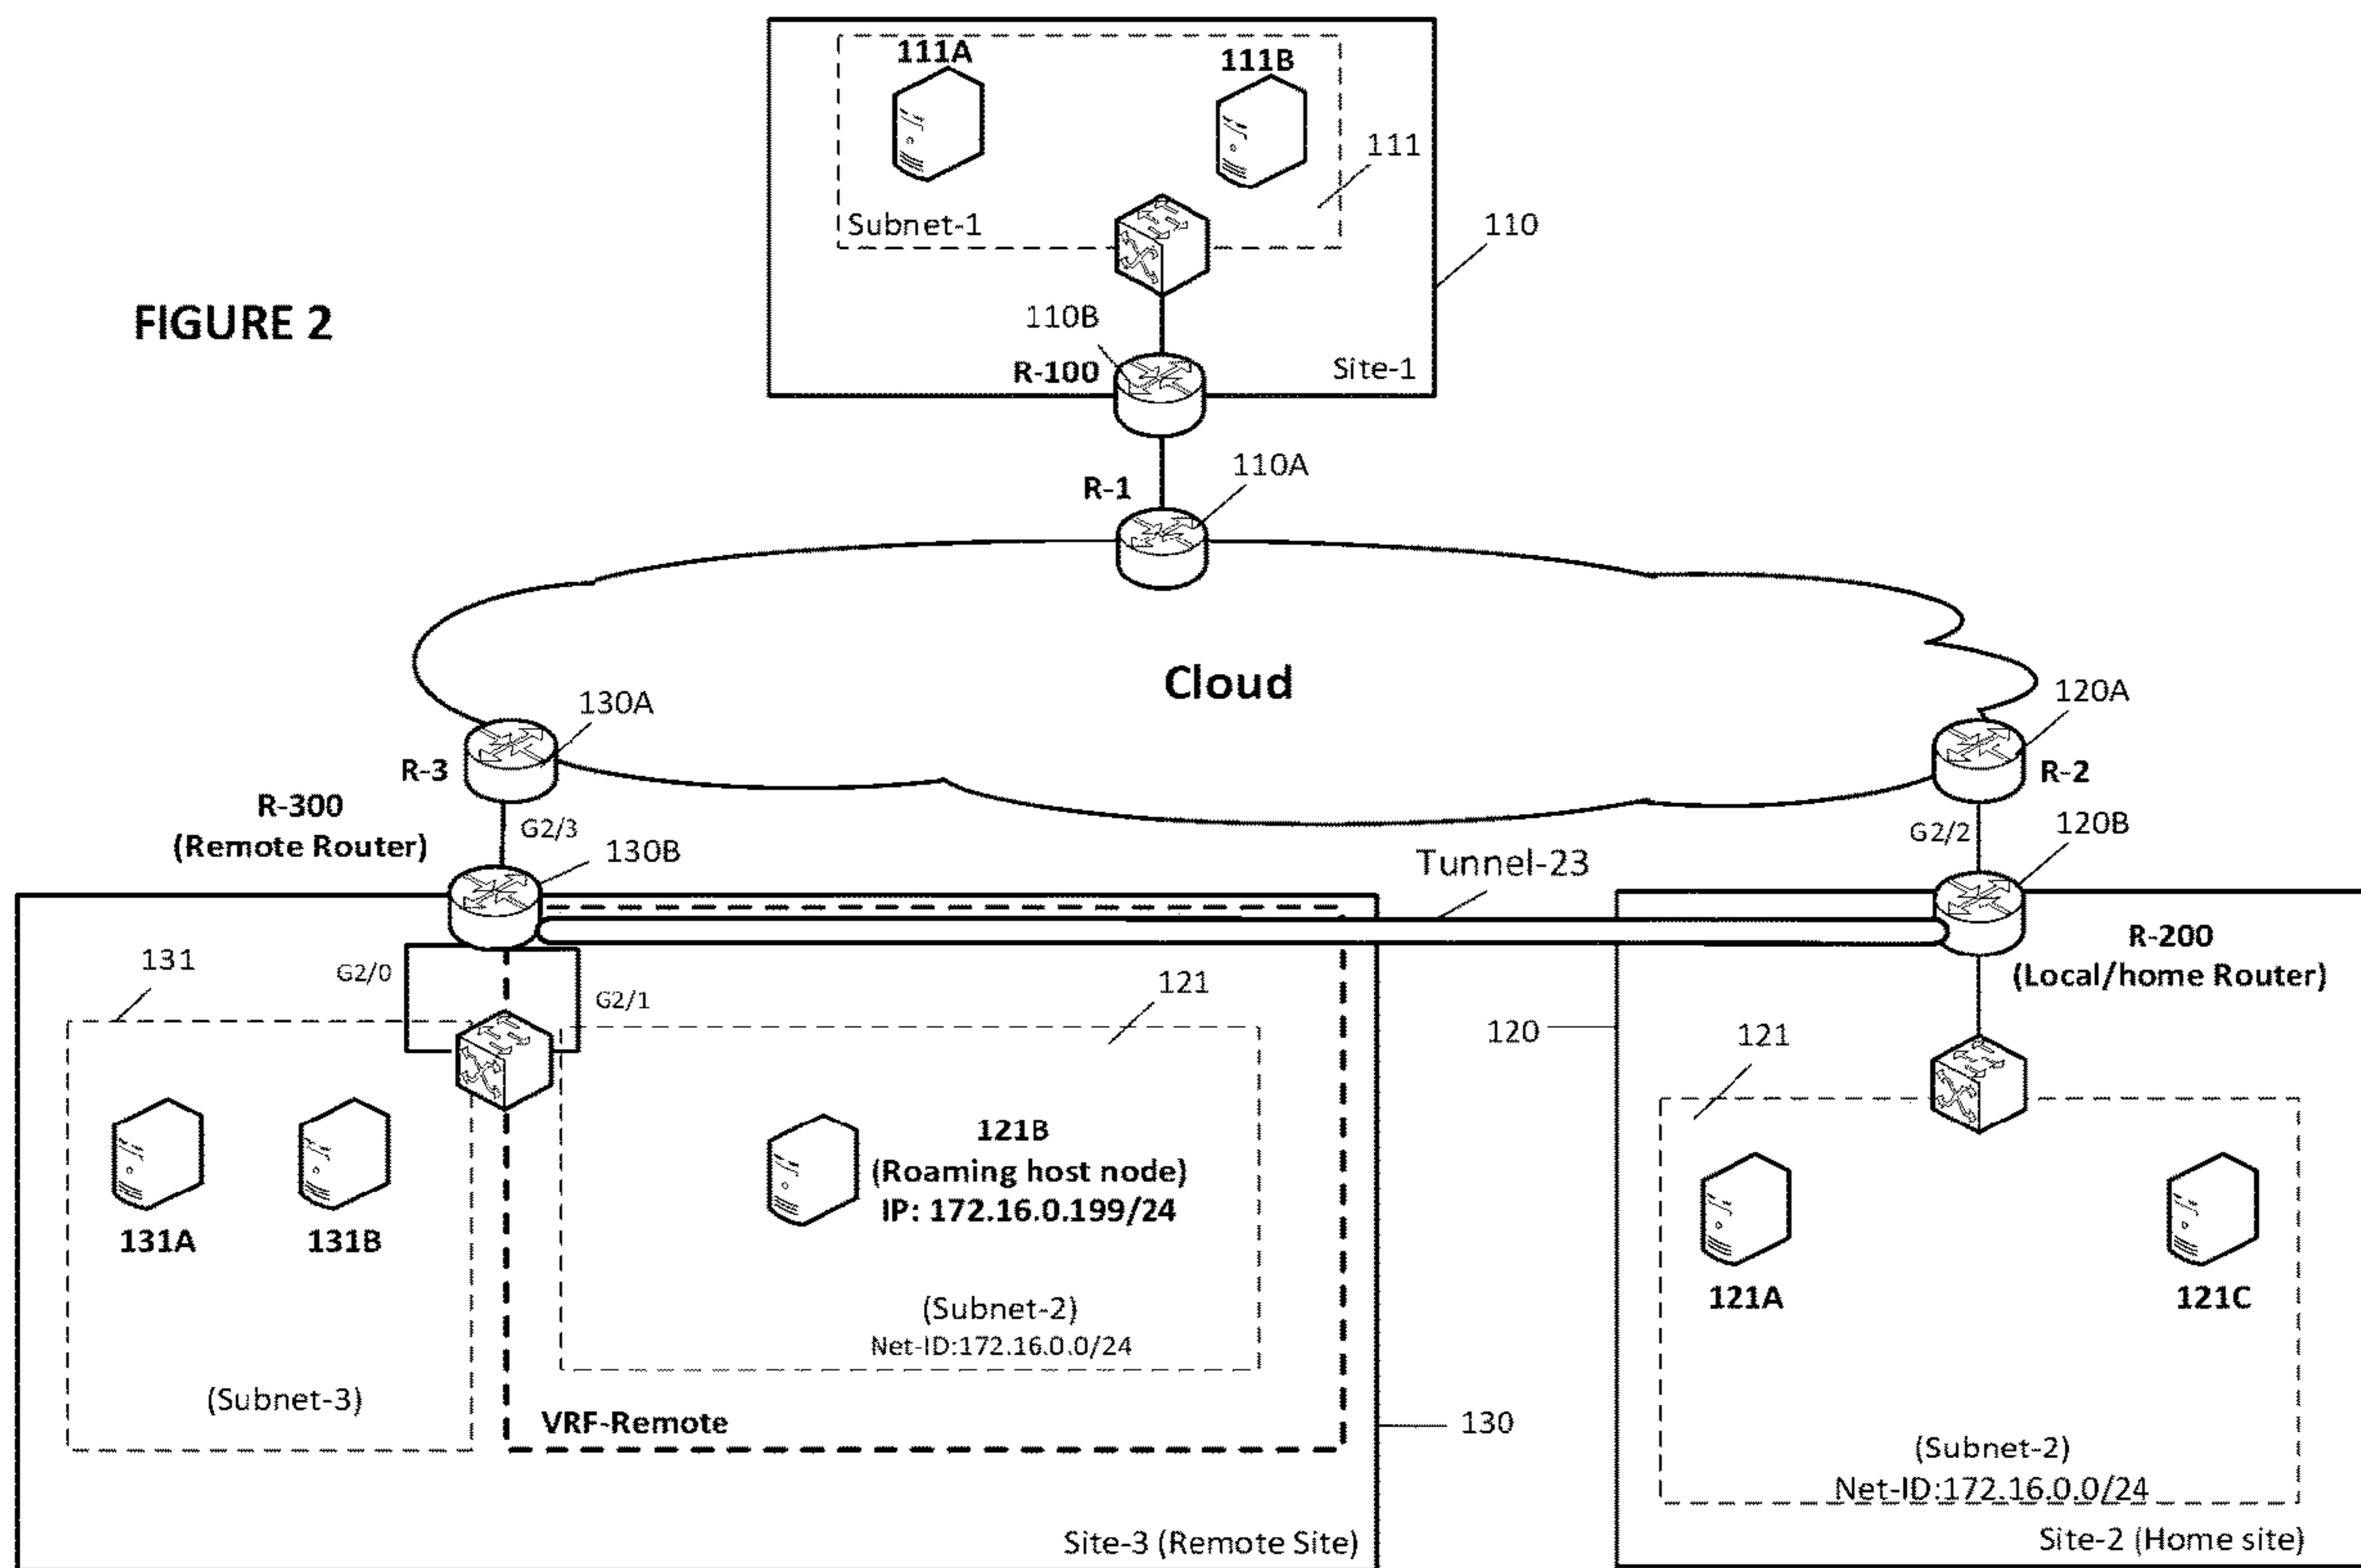 111A
111B
111
Subnet-1
110
FIGURE 2
110B
R-100
Site-1
110A
R-1
Cloud
130A
120A
R-3
R-2
R-300
(Remote Router)
G2/3
130B
G2/2
120B
Tunnel-23
R-200
(Local/home Router)
131
G2/0
G2/1
121
120
121
131A
131B
121B
(Roaming host node)
IP: 172.16.0.199/24
121A
121C
(Subnet-2)
Net-ID:172.16.0.0/24
(Subnet-3)
VRF-Remote
130
(Subnet-2)
Net-ID:172.16.0.0/24
Site-3 (Remote Site)
Site-2 (Home site)